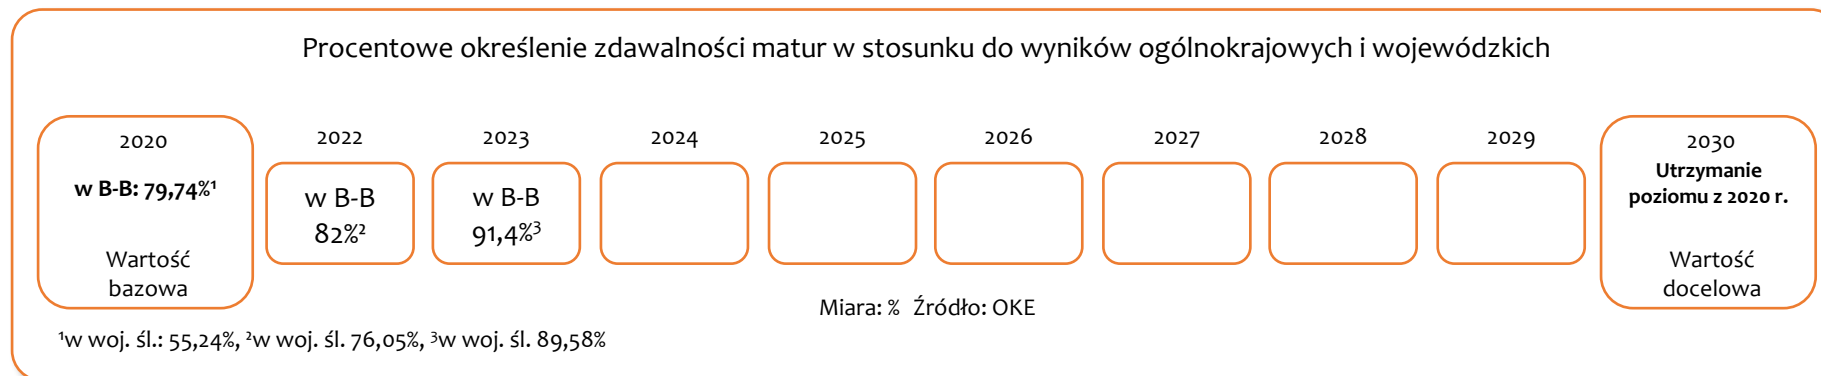 Procentowe określenie zdawalności matur w stosunku do wyników ogólnokrajowych i wojewódzkich
2020
w B-B: 79,74%¹
Wartość
bazowa
2022
w B-B
82%²
2023
w B-B
91,4%³
2024
2025
2026
2027
2028
2029
2030
Utrzymanie
poziomu z 2020 r.
Wartość
docelowa
Miara: % Źródło: OKE
¹w woj. śl.: 55,24%, ²w woj. śl. 76,05%, ³w woj. śl. 89,58%